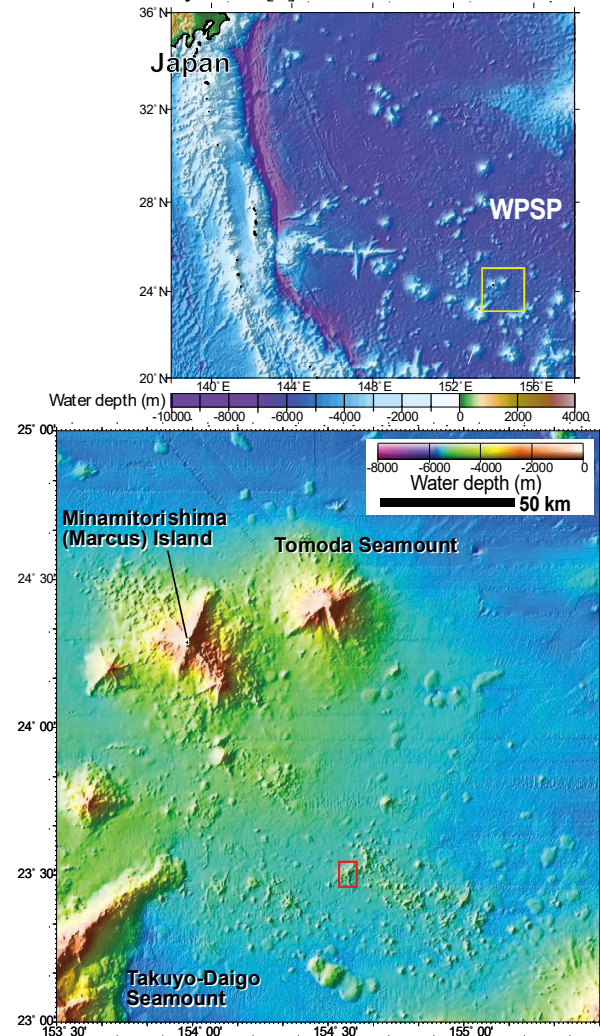 36˚N
Japan
32˚N
28˚N
WPSP
24˚N
20˚N
140˚E 144˚E 148˚E 152˚E 156˚E
Water depth (m)
-10000 -8000 -6000 -4000 -2000 0 2000 4000
25˚00'
-8000 -6000 -4000 -2000 0
Water depth (m)
50 km
Minamitorishima
(Marcus) Island
Tomoda Seamount
24˚30'
24˚00'
23˚30'
Takuyo-Daigo
Seamount
23˚00'
153˚30' 154˚00' 154˚30' 155˚00'